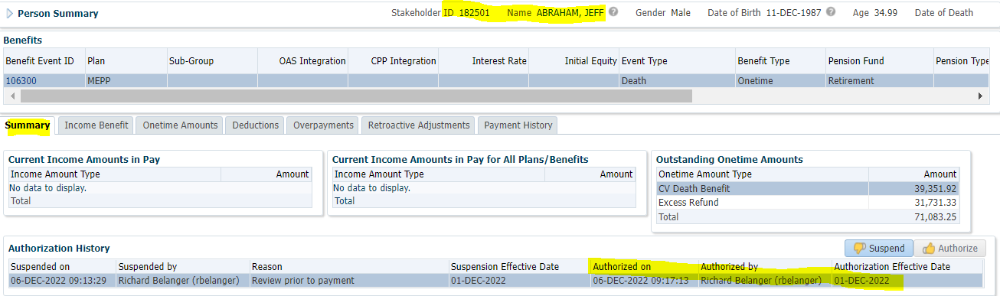 Person Summary Stakeholder ID 182501 Name ABRAHAM, JEFF Gender Male Date of Birth 11-DEC-1987 Age 34.99 Date of Death
Benefits
Benefit Event ID Plan Sub-Group OAS Integration CPP Integration Interest Rate Initial Equity Event Type Benefit Type Pension Fund Pension Type
106300 MEPP Death Onetime Retirement
Summary Income Benefit Onetime Amounts Deductions Overpayments Retroactive Adjustments Payment History
Current Income Amounts in Pay
Income Amount Type Amount
No data to display.
Total
Current Income Amounts in Pay for All Plans/Benefits
Income Amount Type Amount
No data to display.
Total
Outstanding Onetime Amounts
Onetime Amount Type Amount
CV Death Benefit 39,351.92
Excess Refund 31,731.33
Total 71,083.25
Authorization History Suspend Authorize
Suspended on Suspended by Reason Suspension Effective Date Authorized on Authorized by Authorization Effective Date
06-DEC-2022 09:13:29 Richard Belanger (rbelanger) Review prior to payment 01-DEC-2022 06-DEC-2022 09:17:13 Richard Belanger (rbelanger) 01-DEC-2022